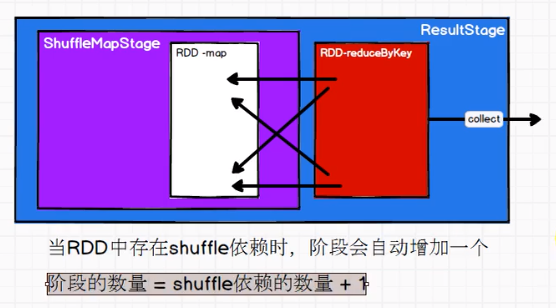 ResultStage
ShuffleMapStage
RDD -map
RDD-reduceByKey
collect
当RDD中存在shuffle依赖时，阶段会自动增加一个
阶段的数量 = shuffle依赖的数量 + 1